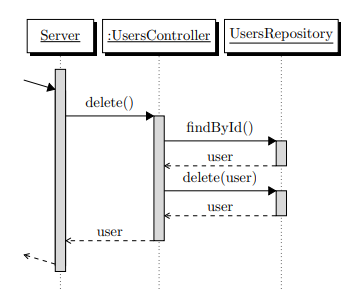 Server
:UsersController
UsersRepository
delete()
findById()
user
delete(user)
user
user